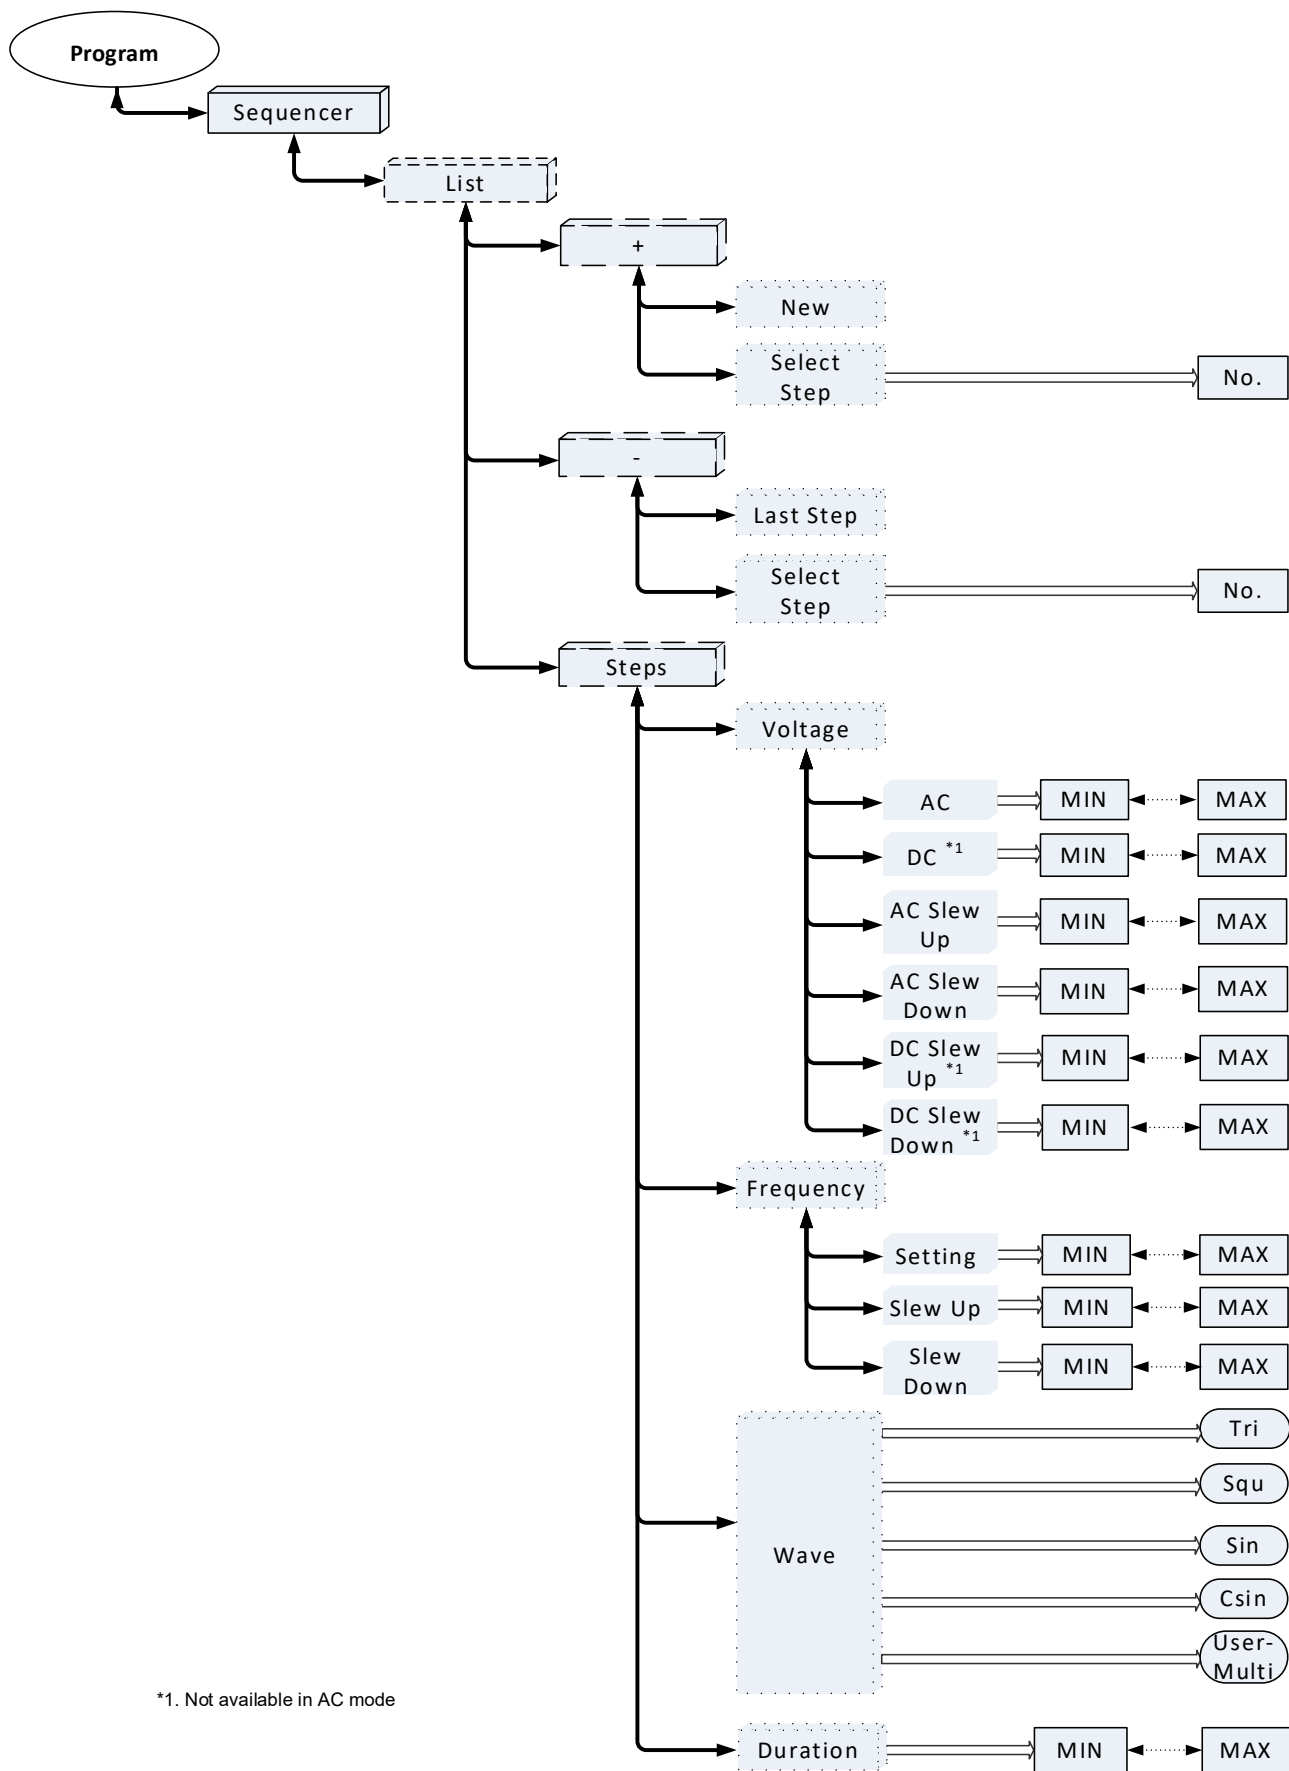 Program
Sequencer
List
+
New
Select
Step
No.
-
Last Step
Select
Step
No.
Steps
Voltage
AC
MIN
MAX
DC *1
MIN
MAX
AC Slew
Up
MIN
MAX
AC Slew
Down
MIN
MAX
DC Slew
Up *1
MIN
MAX
DC Slew
Down *1
MIN
MAX
Frequency
Setting
MIN
MAX
Slew Up
MIN
MAX
Slew
Down
MIN
MAX
Wave
Tri
Squ
Sin
Csin
User-
Multi
*1. Not available in AC mode
Duration
MIN
MAX